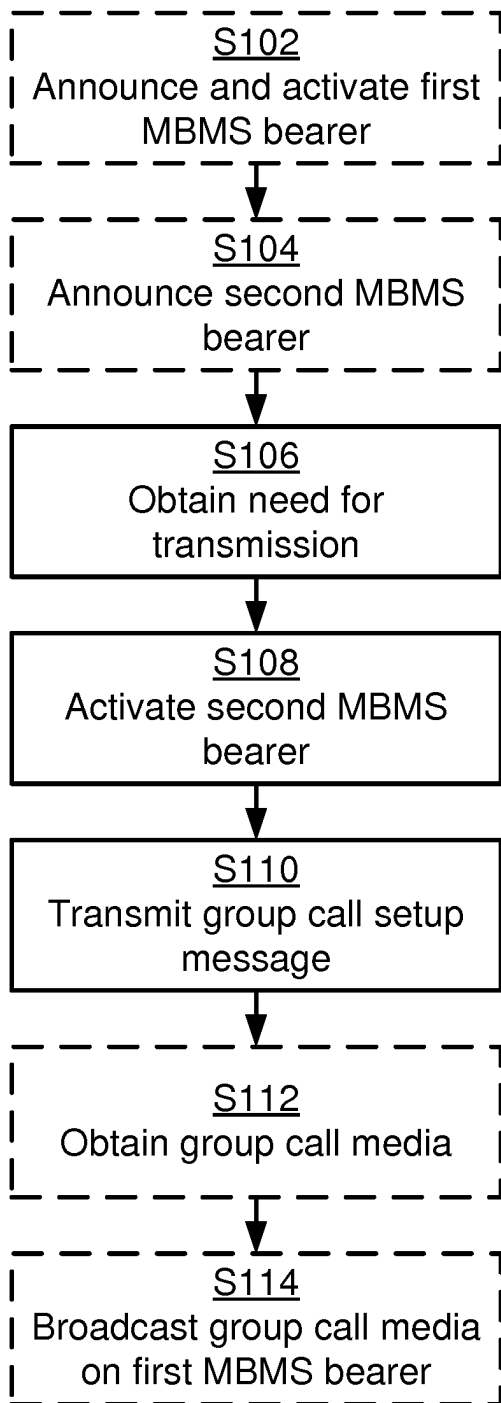 S102
Announce and activate first
MBMS bearer
S104
Announce second MBMS
bearer
S106
Obtain need for
transmission
S108
Activate second MBMS
bearer
S110
Transmit group call setup
message
S112
Obtain group call media
S114
Broadcast group call media
on first MBMS bearer